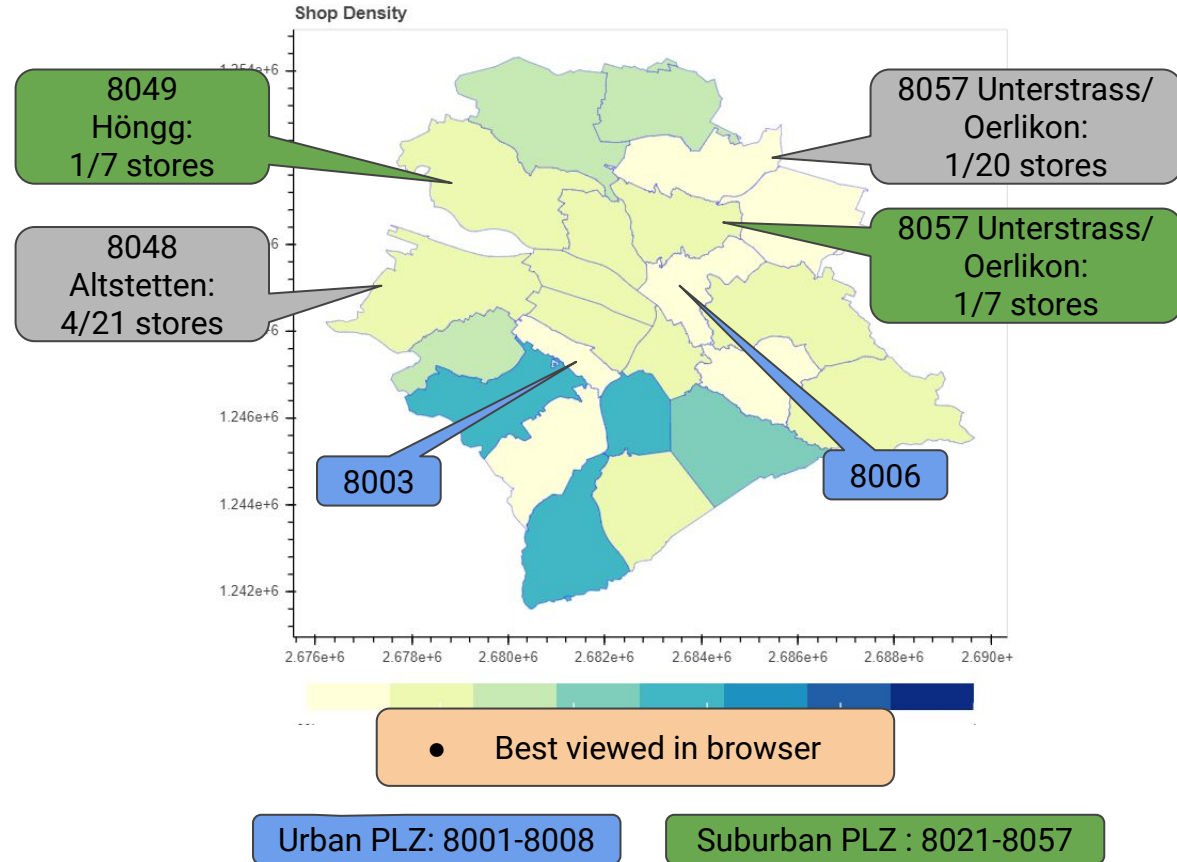 Shop Density
8049
Höngg:
1/7 stores
8057 Unterstrass/
Oerlikon:
1/20 stores
8048
Altstetten:
4/21 stores
8057 Unterstrass/
Oerlikon:
1/7 stores
8003
8006
1.246e+6
1.244e+6
1.242e+6
2.676e+6 2.678e+6 2.680e+6 2.682e+6 2.684e+6 2.686e+6 2.688e+6 2.690e+
● Best viewed in browser
Urban PLZ: 8001-8008
Suburban PLZ : 8021-8057